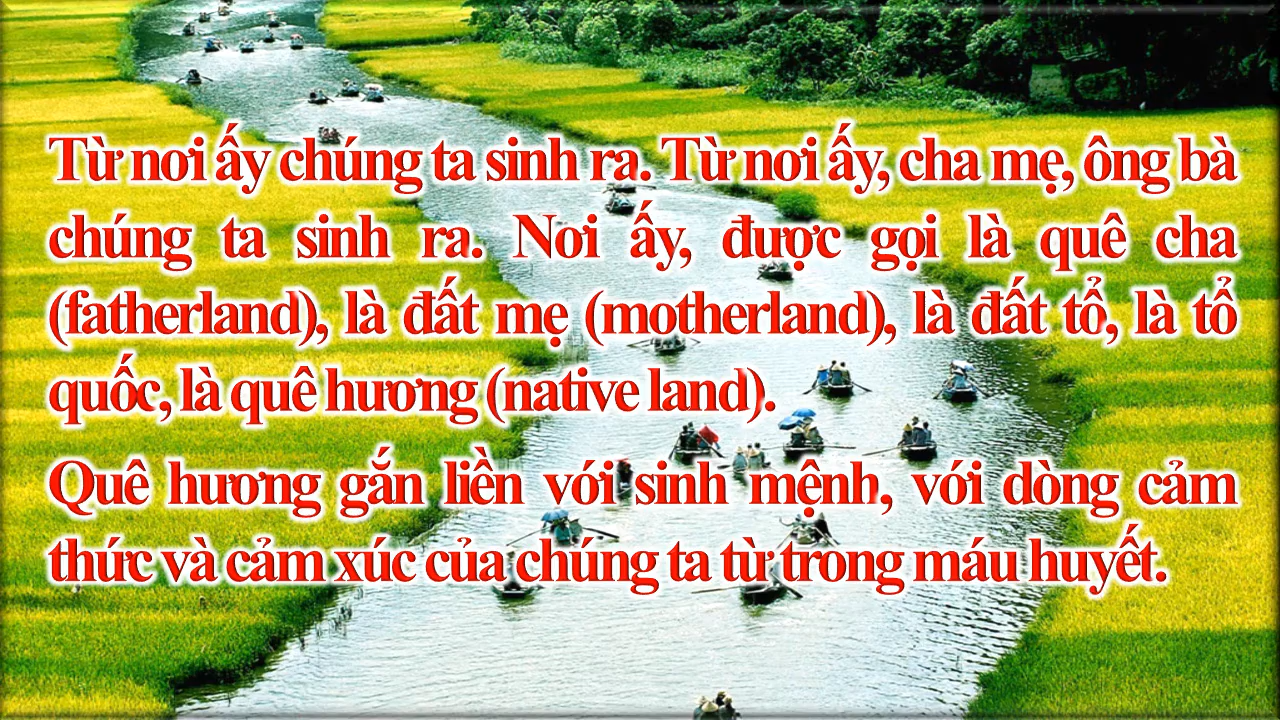 Từ nơi ấy chúng ta sinh ra. Từ nơi ấy, cha mẹ, ông bà
chúng ta sinh ra. Nơi ấy, được gọi là quê cha
(fatherland), là đất mẹ (motherland), là đất tổ, là tổ
quốc, là quê hương (native land).
Quê hương gắn liền với sinh mệnh, với dòng cảm
thức và cảm xúc của chúng ta từ trong máu huyết.